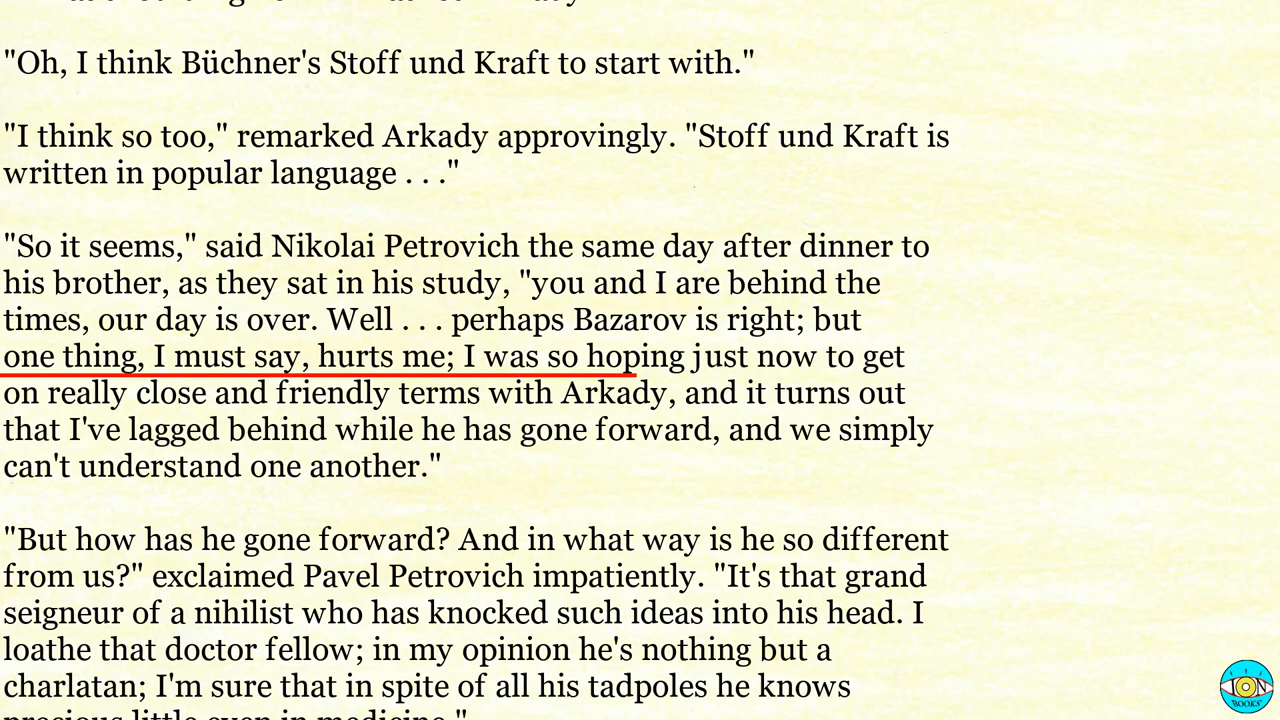 "Oh, I think Büchner's Stoff und Kraft to start with."
"I think so too," remarked Arkady approvingly. "Stoff und Kraft is
written in popular language . . ."
"So it seems," said Nikolai Petrovich the same day after dinner to
his brother, as they sat in his study, "you and I are behind the
times, our day is over. Well . . . perhaps Bazarov is right; but
one thing, I must say, hurts me; I was so hoping just now to get
on really close and friendly terms with Arkady, and it turns out
that I've lagged behind while he has gone forward, and we simply
can't understand one another."
"But how has he gone forward? And in what way is he so different
from us?" exclaimed Pavel Petrovich impatiently. "It's that grand
seigneur of a nihilist who has knocked such ideas into his head. I
loathe that doctor fellow; in my opinion he's nothing but a
charlatan; I'm sure that in spite of all his tadpoles he knows
precious little even in medicine."
ION
BOOKS